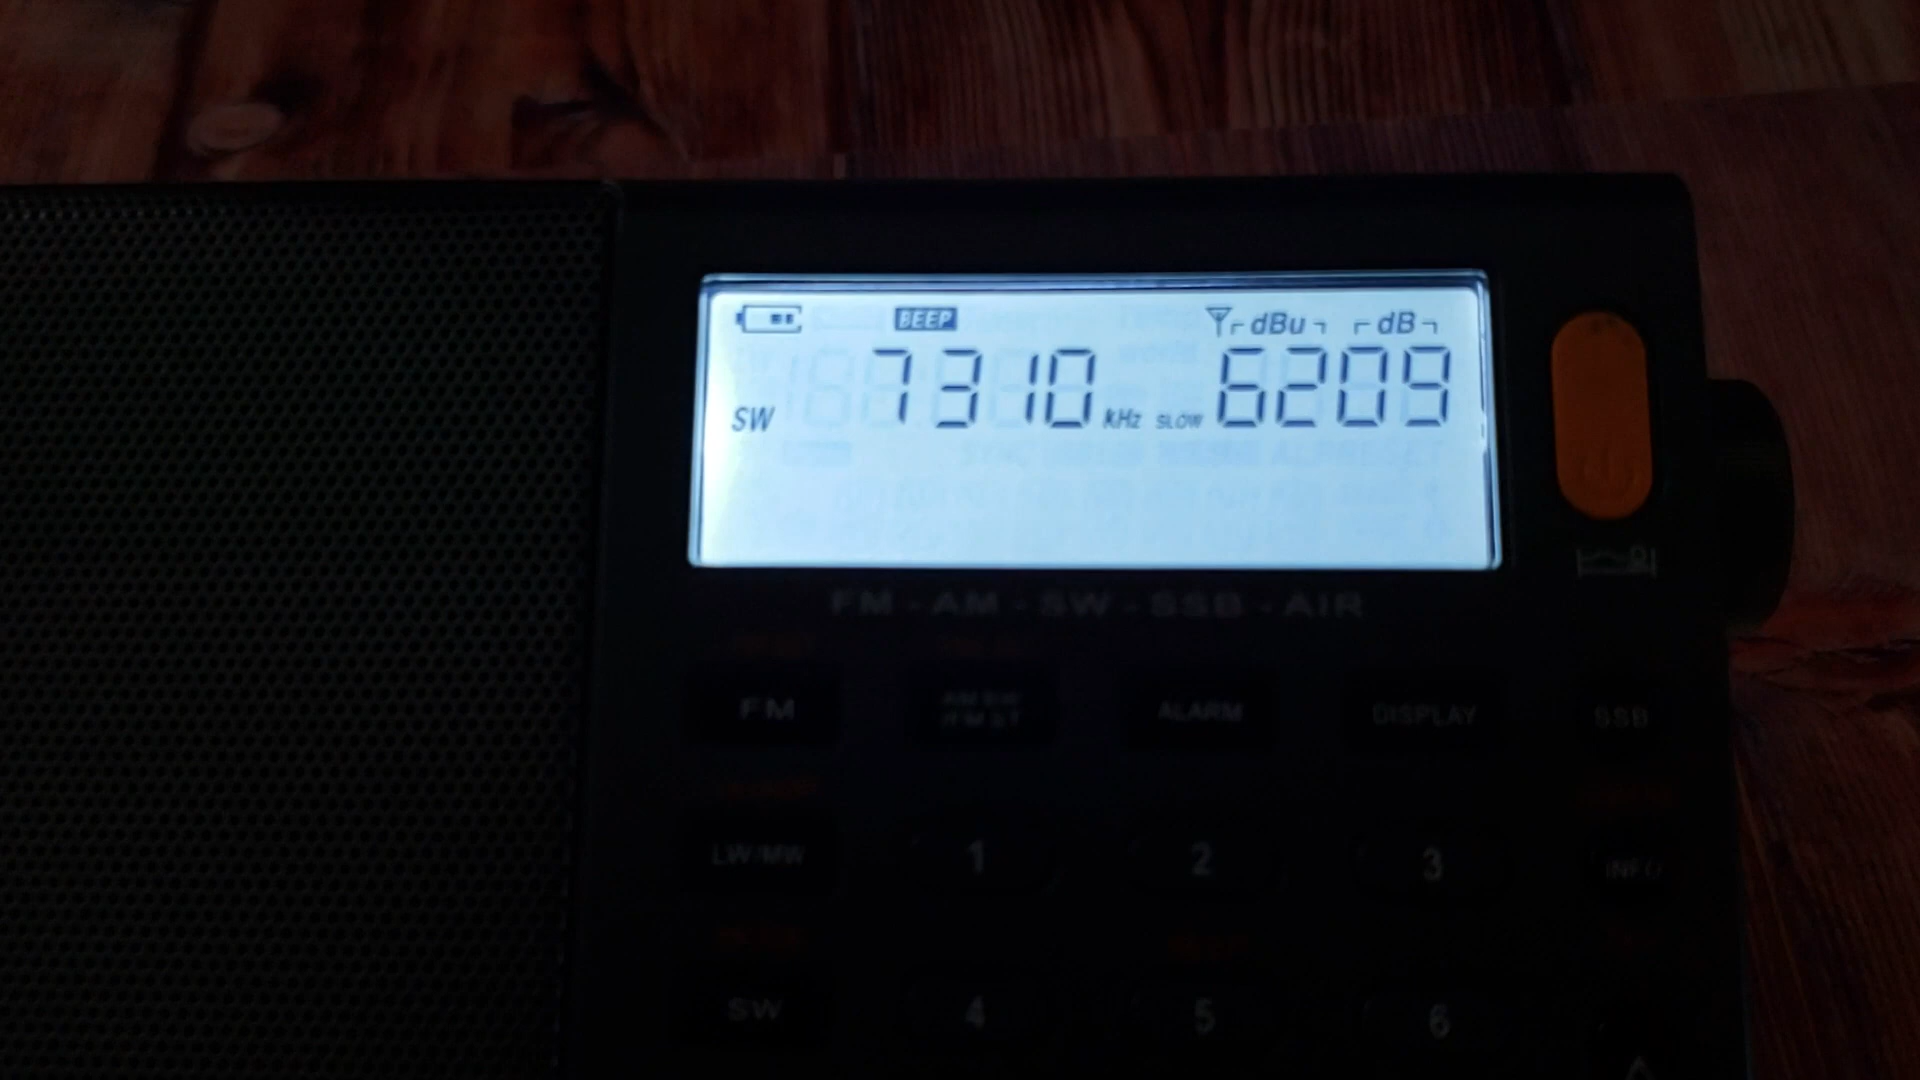 BEEP dBu dB
SW 7310 kHz SLOW 6209
FM - AM - SW - SSB - AIR
FM ALARM DISPLAY SSB
LW/MW 1 2 3 INFO
SW 4 5 6